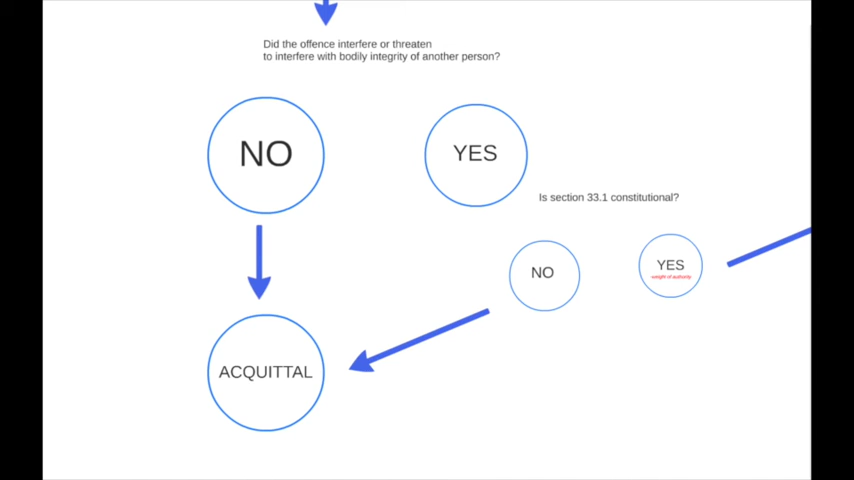 Did the offence interfere or threaten
to interfere with bodily integrity of another person?
NO
YES
Is section 33.1 constitutional?
NO
YES
weight of authority
ACQUITTAL